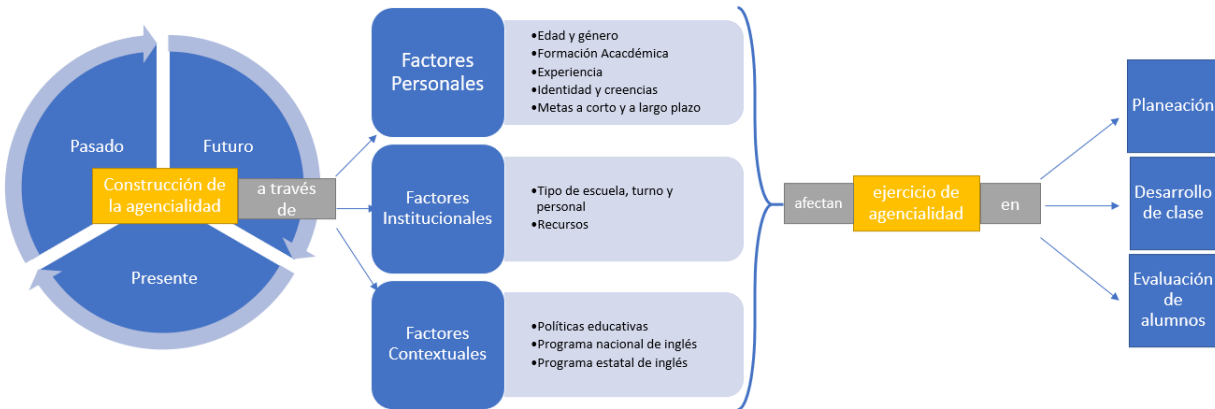 Pasado
Futuro
Construcción de
la agencialidad
a través
de
Presente
Factores
Personales
•Edad y género
•Formación Acacdémica
•Experiencia
•Identidad y creencias
•Metas a corto y a largo plazo
Factores
Institucionales
•Tipo de escuela, turno y
personal
•Recursos
Factores
Contextuales
•Políticas educativas
•Programa nacional de inglés
•Programa estatal de inglés
afectan
ejercicio de
agencialidad
en
Planeación
Desarrollo
de clase
Evaluación
de
alumnos